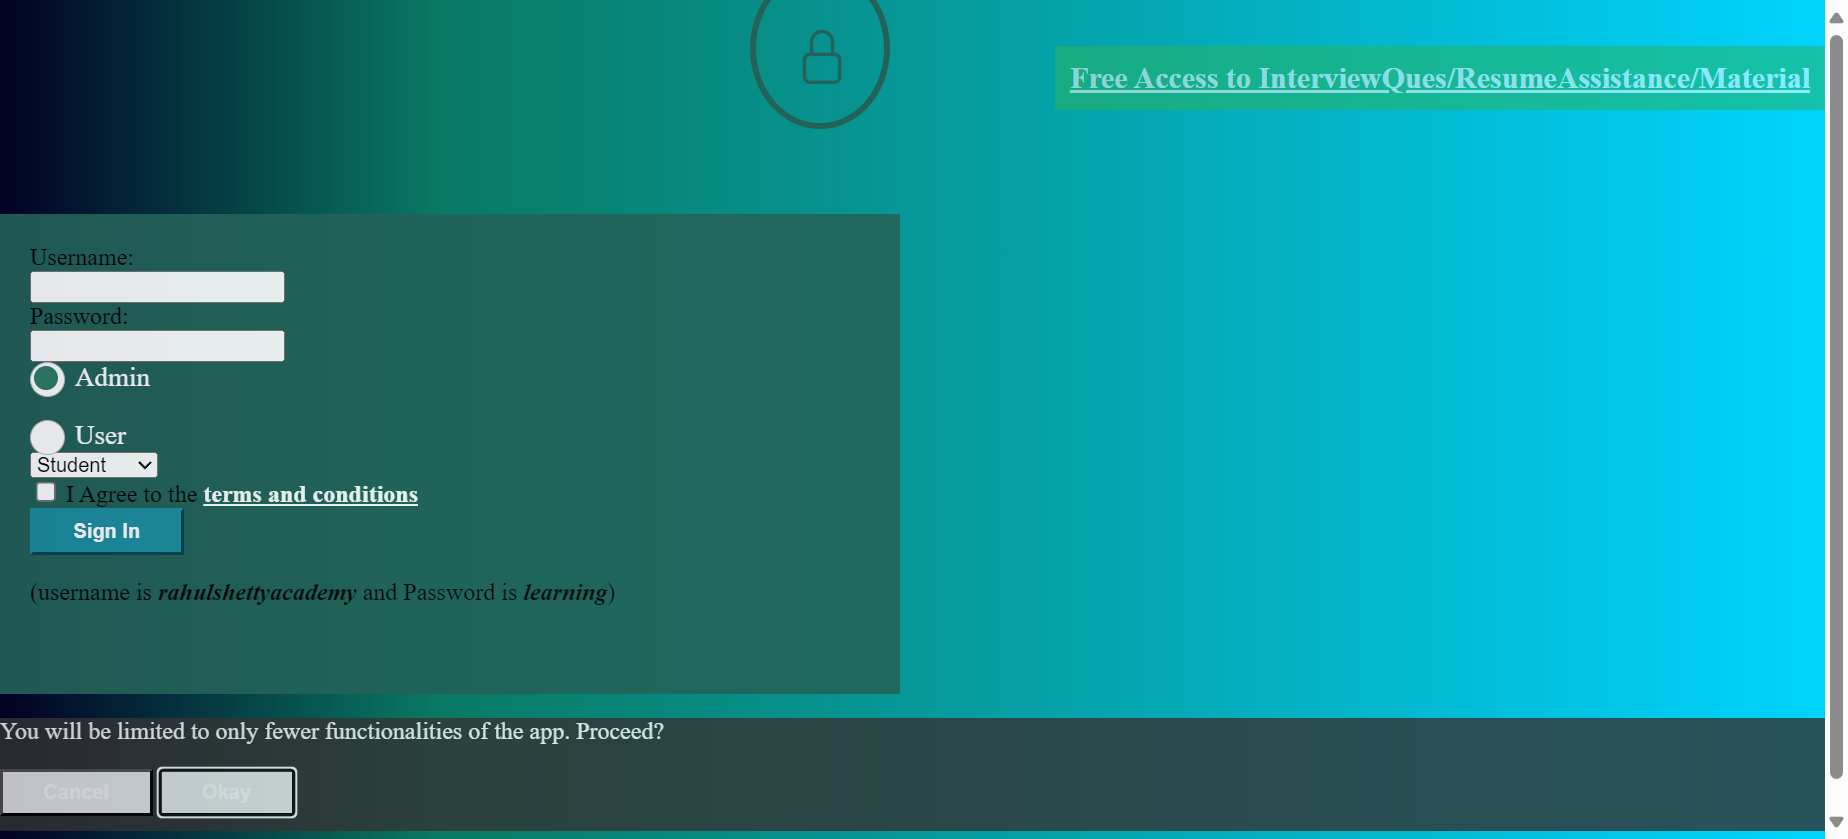 Free Access to InterviewQues/ResumeAssistance/Material
Username:
Password:
Admin
User
Student
I Agree to the terms and conditions
Sign In
(username is rahulshettyacademy and Password is learning)
You will be limited to only fewer functionalities of the app. Proceed?
Cancel Okay